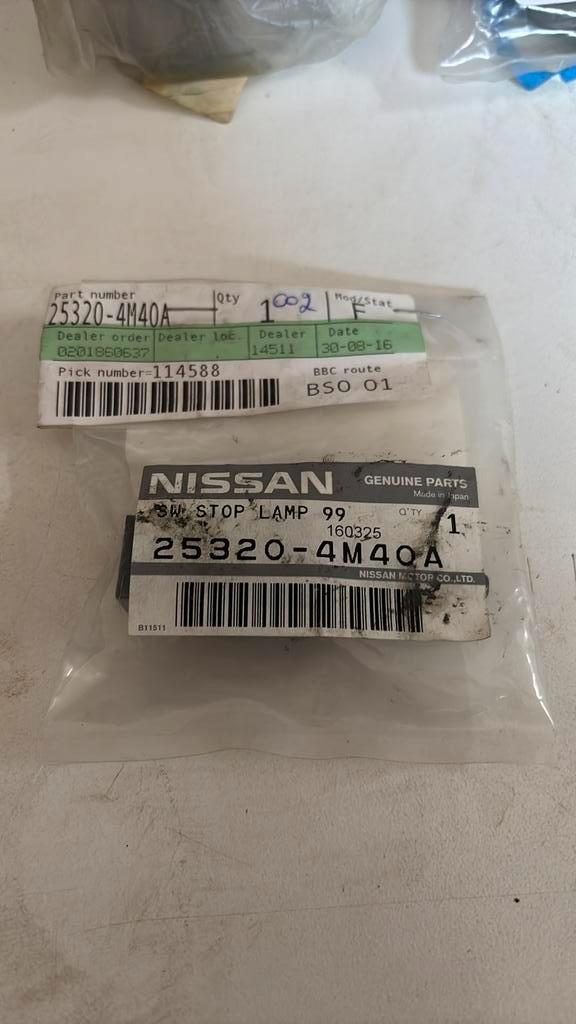 Part number Qty Mod/Stat
25320-4M40A 1 002 F
Dealer order Dealer loc. Dealer Date
0201860637 14511 30-08-16
Pick number=114588 BBC route
BSO 01
NISSAN GENUINE PARTS
Made in Japan
SW STOP LAMP 99 Q'TY 1
160325
25320-4M40A
NISSAN MOTOR CO.,LTD.
B11511